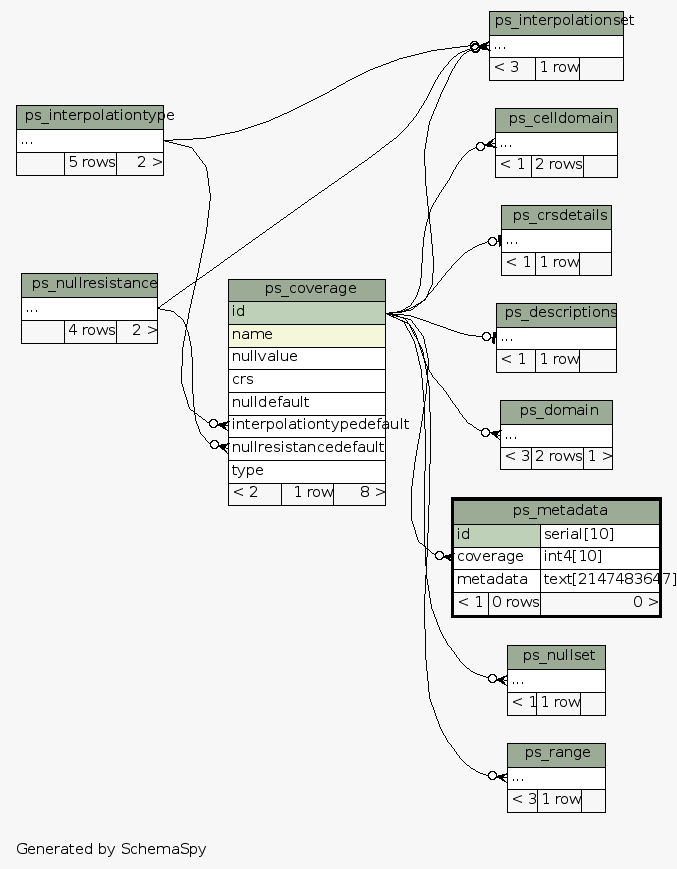 ps_interpolationset
...
< 3 1 row
ps_interpolationtype
...
5 rows 2 >
ps_celldomain
...
< 1 2 rows
ps_crsdetails
...
< 1 1 row
ps_nullresistance
...
4 rows 2 >
ps_coverage
id
name
nullvalue
crs
nulldefault
interpolationtypedefault
nullresistancedefault
type
< 2 1 row 8 >
ps_descriptions
...
< 1 1 row
ps_domain
...
< 3 2 rows 1 >
ps_metadata
id serial[10]
coverage int4[10]
metadata text[2147483647]
< 1 0 rows 0 >
ps_nullset
...
< 1 1 row
ps_range
...
< 3 1 row
Generated by SchemaSpy